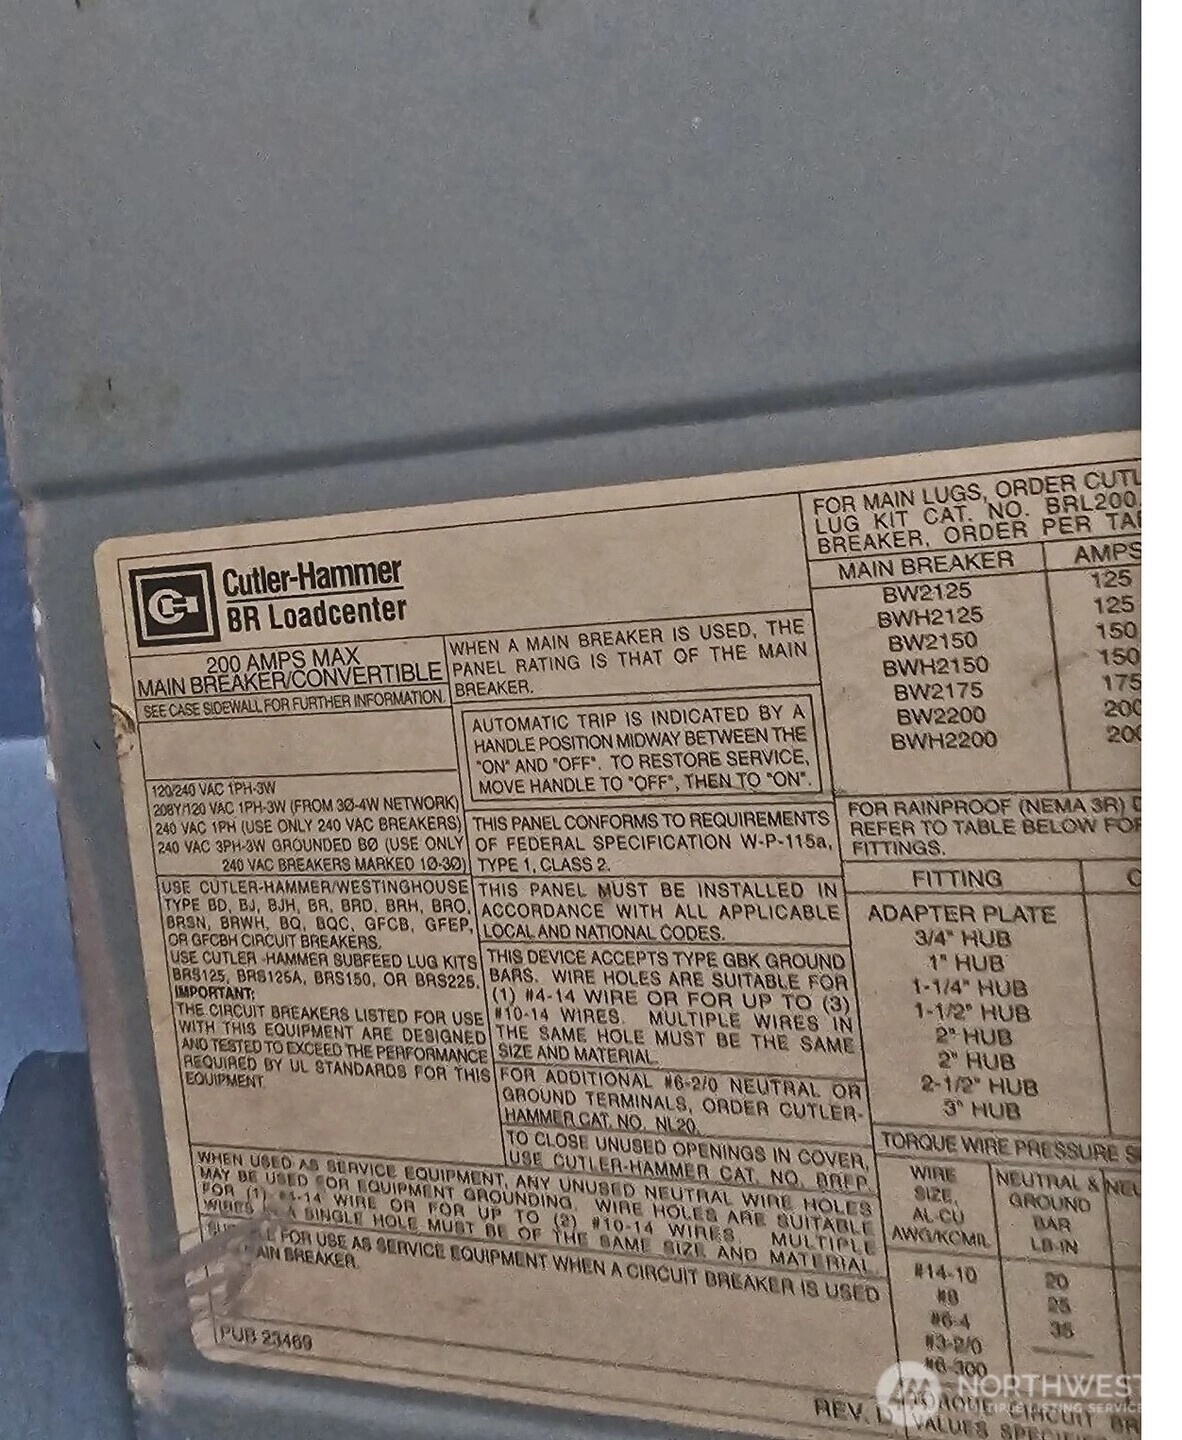 Cutler-Hammer
BR Loadcenter
200 AMPS MAX
MAIN BREAKER/CONVERTIBLE
SEE CASE SIDEWALL FOR FURTHER INFORMATION.
120/240 VAC 1PH-3W
208Y/120 VAC 1PH-3W (FROM 3Ø-4W NETWORK)
240 VAC 1PH (USE ONLY 240 VAC BREAKERS)
240 VAC 3PH-3W GROUNDED BØ (USE ONLY
240 VAC BREAKERS MARKED 1Ø-3Ø)
USE CUTLER-HAMMER/WESTINGHOUSE
TYPE BD, BJ, BJH, BR, BRD, BRH, BRO,
BRSN, BRWH, BQ, BQC, GFCB, GFEP,
OR GFCBH CIRCUIT BREAKERS.
USE CUTLER-HAMMER SUBFEED LUG KITS
BRS125, BRS125A, BRS150, OR BRS225.
IMPORTANT:
THE CIRCUIT BREAKERS LISTED FOR USE
WITH THIS EQUIPMENT ARE DESIGNED
AND TESTED TO EXCEED THE PERFORMANCE
REQUIRED BY UL STANDARDS FOR THIS
EQUIPMENT.
WHEN A MAIN BREAKER IS USED, THE
PANEL RATING IS THAT OF THE MAIN
BREAKER.
AUTOMATIC TRIP IS INDICATED BY A
HANDLE POSITION MIDWAY BETWEEN THE
"ON" AND "OFF". TO RESTORE SERVICE,
MOVE HANDLE TO "OFF", THEN TO "ON".
THIS PANEL CONFORMS TO REQUIREMENTS
OF FEDERAL SPECIFICATION W-P-115a,
TYPE 1, CLASS 2.
THIS PANEL MUST BE INSTALLED IN
ACCORDANCE WITH ALL APPLICABLE
LOCAL AND NATIONAL CODES.
THIS DEVICE ACCEPTS TYPE GBK GROUND
BARS. WIRE HOLES ARE SUITABLE FOR
(1) #4-14 WIRE OR FOR UP TO (3)
#10-14 WIRES. MULTIPLE WIRES IN
THE SAME HOLE MUST BE THE SAME
SIZE AND MATERIAL.
FOR ADDITIONAL #6-2/0 NEUTRAL OR
GROUND TERMINALS, ORDER CUTLER-
HAMMER CAT. NO. NL20.
TO CLOSE UNUSED OPENINGS IN COVER,
USE CUTLER-HAMMER CAT. NO. BRFP.
WHEN USED AS SERVICE EQUIPMENT, ANY UNUSED NEUTRAL WIRE HOLES
MAY BE USED FOR EQUIPMENT GROUNDING. WIRE HOLES ARE SUITABLE
FOR (1) #4-14 WIRE OR FOR UP TO (2) #10-14 WIRES. MULTIPLE
WIRES IN A SINGLE HOLE MUST BE OF THE SAME SIZE AND MATERIAL.
FOR USE AS SERVICE EQUIPMENT WHEN A CIRCUIT BREAKER IS USED
MAIN BREAKER.
PUB 23469
FOR MAIN LUGS, ORDER CUTL
LUG KIT CAT. NO. BRL200
BREAKER, ORDER PER TA
MAIN BREAKER AMPS
BW2125 125
BWH2125 125
BW2150 150
BWH2150 150
BW2175 175
BW2200 200
BWH2200 200
FOR RAINPROOF (NEMA 3R)
REFER TO TABLE BELOW FOR
FITTINGS.
FITTING C
ADAPTER PLATE
3/4" HUB
1" HUB
1-1/4" HUB
1-1/2" HUB
2" HUB
2" HUB
2-1/2" HUB
3" HUB
TORQUE WIRE PRESSURE S
WIRE SIZE, AL-CU AWG/KCMIL
NEUTRAL & GROUND BAR LB-IN
NEU
#14-10 20
#8 25
#6-4 35
#3-2/0
#6-300
REV.
TORQUE CIRCUIT BR
VALUES SPECIFI
NORTHWEST
MULTIPLE LISTING SERVICE